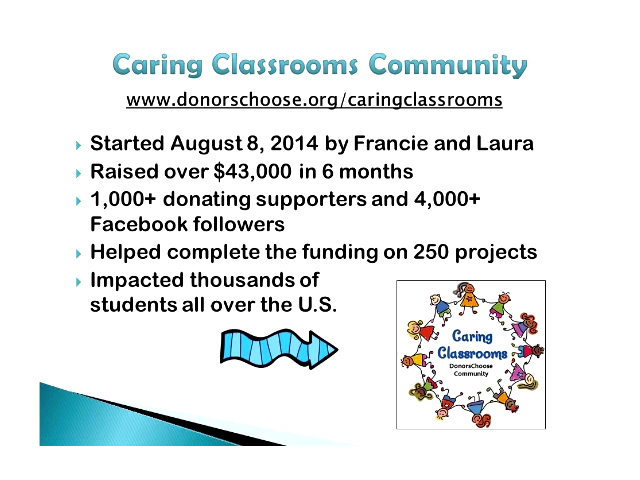 Caring Classrooms Community
www.donorschoose.org/caringclassrooms
Started August 8, 2014 by Francie and Laura
Raised over $43,000 in 6 months
1,000+ donating supporters and 4,000+
Facebook followers
Helped complete the funding on 250 projects
Impacted thousands of
students all over the U.S.
Caring
Classrooms
DonorsChoose
Community